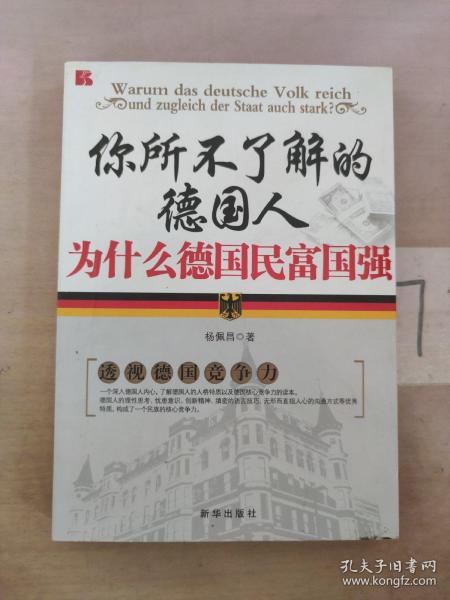 Warum das deutsche Volk reich
und zugleich der Staat auch stark?
你所不了解的
德国人
为什么德国民富国强
杨佩昌◎著
透视德国竞争力
一个深入德国人内心，了解德国人的人格特质以及德国核心竞争力的读本。
德国人的理性思考、忧患意识、创新精神、缜密的语言技巧、无形而直指人心的沟通方式等优秀
特质，构成了一个民族的核心竞争力。
新华出版社
孔夫子旧书网
www.kongfz.com